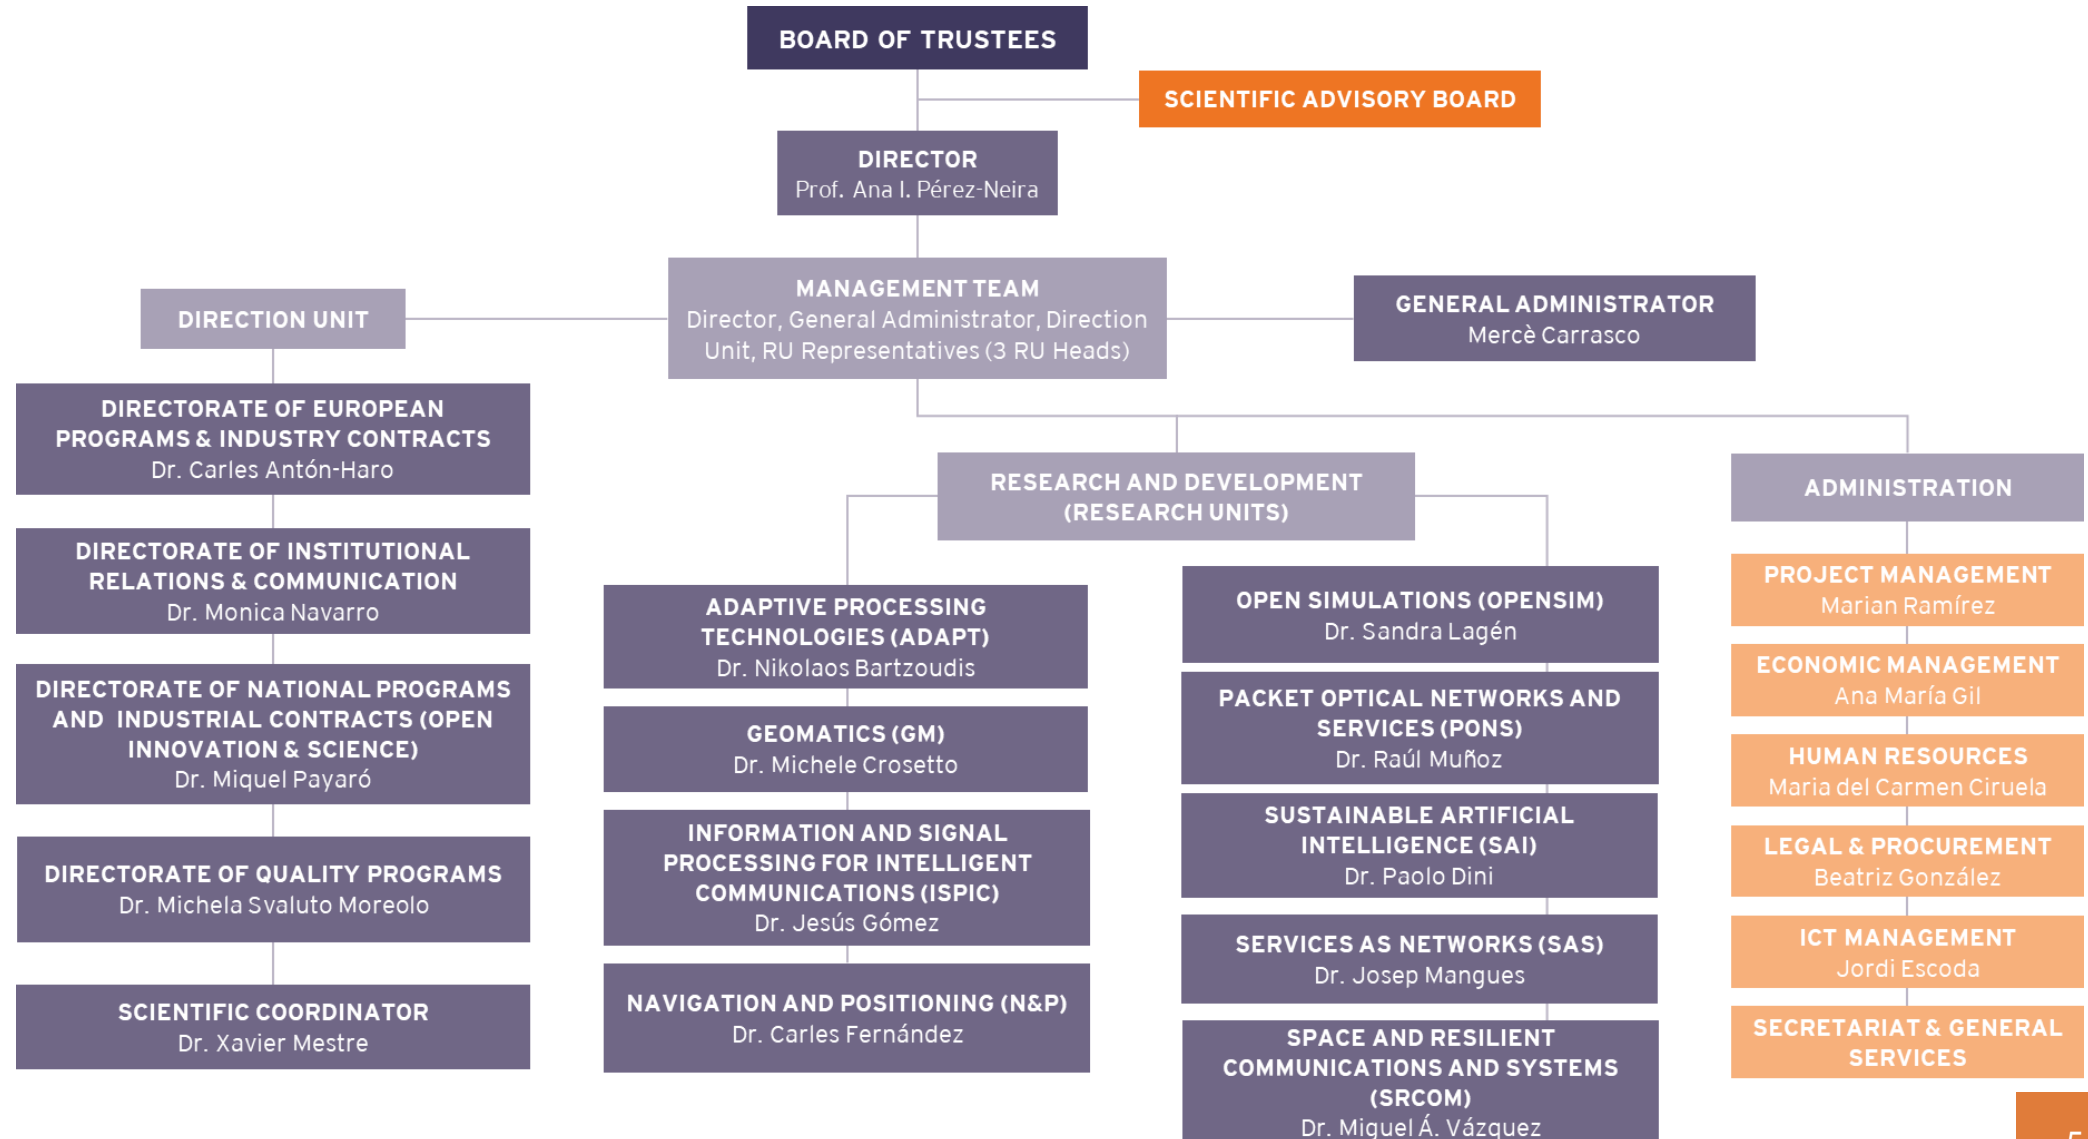 BOARD OF TRUSTEES
SCIENTIFIC ADVISORY BOARD
DIRECTOR
Prof. Ana I. Pérez-Neira
MANAGEMENT TEAM
Director, General Administrator, Direction
Unit, RU Representatives (3 RU Heads)
GENERAL ADMINISTRATOR
Mercè Carrasco
DIRECTION UNIT
DIRECTORATE OF EUROPEAN
PROGRAMS & INDUSTRY CONTRACTS
Dr. Carles Antón-Haro
DIRECTORATE OF INSTITUTIONAL
RELATIONS & COMMUNICATION
Dr. Monica Navarro
DIRECTORATE OF NATIONAL PROGRAMS
AND INDUSTRIAL CONTRACTS (OPEN
INNOVATION & SCIENCE)
Dr. Miquel Payaró
DIRECTORATE OF QUALITY PROGRAMS
Dr. Michela Svaluto Moreolo
SCIENTIFIC COORDINATOR
Dr. Xavier Mestre
RESEARCH AND DEVELOPMENT
(RESEARCH UNITS)
ADAPTIVE PROCESSING
TECHNOLOGIES (ADAPT)
Dr. Nikolaos Bartzoudis
GEOMATICS (GM)
Dr. Michele Crosetto
INFORMATION AND SIGNAL
PROCESSING FOR INTELLIGENT
COMMUNICATIONS (ISPIC)
Dr. Jesús Gómez
NAVIGATION AND POSITIONING (N&P)
Dr. Carles Fernández
OPEN SIMULATIONS (OPENSIM)
Dr. Sandra Lagén
PACKET OPTICAL NETWORKS AND
SERVICES (PONS)
Dr. Raúl Muñoz
SUSTAINABLE ARTIFICIAL
INTELLIGENCE (SAI)
Dr. Paolo Dini
SERVICES AS NETWORKS (SAS)
Dr. Josep Mangues
SPACE AND RESILIENT
COMMUNICATIONS AND SYSTEMS
(SRCOM)
Dr. Miguel Á. Vázquez
ADMINISTRATION
PROJECT MANAGEMENT
Marian Ramírez
ECONOMIC MANAGEMENT
Ana María Gil
HUMAN RESOURCES
Maria del Carmen Ciruela
LEGAL & PROCUREMENT
Beatriz González
ICT MANAGEMENT
Jordi Escoda
SECRETARIAT & GENERAL
SERVICES